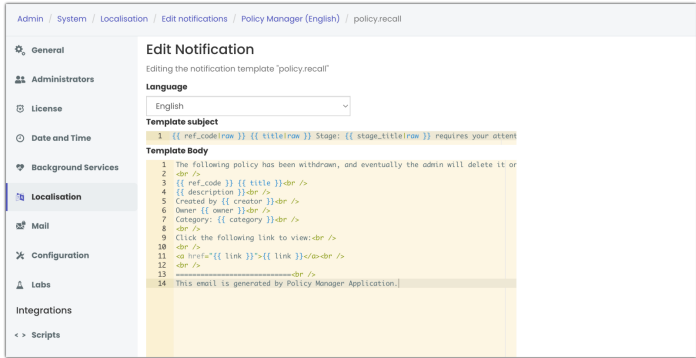 Admin / System / Localisation / Edit notifications / Policy Manager (English) / policy.recall
General
Administrators
License
Date and Time
Background Services
Localisation
Mail
Configuration
Labs
Integrations
< > Scripts
Edit Notification
Editing the notification template "policy.recall"
Language
English
Template subject
1 {{ ref_code|raw }} {{ title|raw }} Stage: {{ stage_title|raw }} requires your attent
Template Body
1 The following policy has been withdrawn, and eventually the admin will delete it or
2 <br />
3 {{ ref_code }} {{ title }}<br />
4 {{ description }}<br />
5 Created by {{ creator }}<br />
6 Owner {{ owner }}<br />
7 Category: {{ category }}<br />
8 <br />
9 Click the following link to view:<br />
10 <br />
11 <a href="{{ link }}">{{ link }}</a><br />
12 <br />
13 ============================<br />
14 This email is generated by Policy Manager Application.